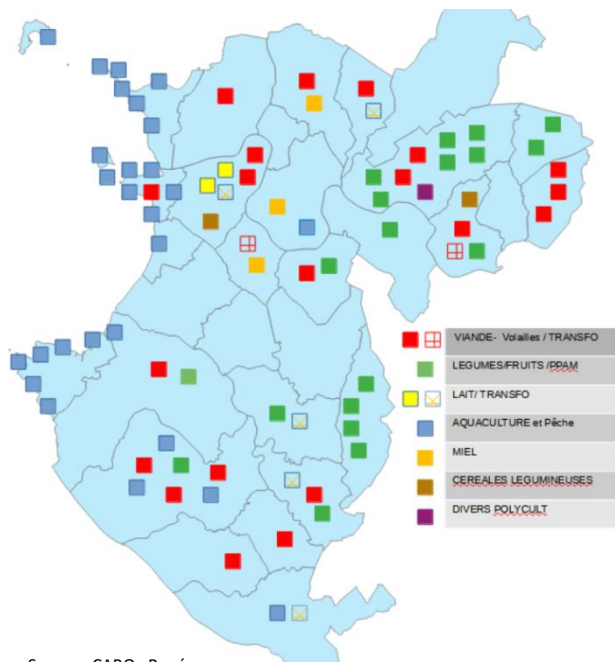 VIANDE- Volailles / TRANSFO
LEGUMES/FRUITS /PPAM
LAIT/ TRANSFO
AQUACULTURE et Pêche
MIEL
CEREALES LEGUMINEUSES
DIVERS POLYCULT